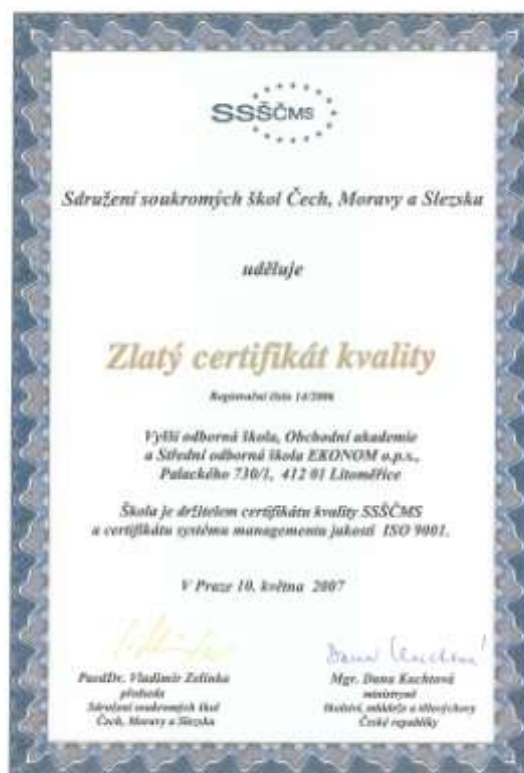 SSŠČMS
Sdružení soukromých škol Čech, Moravy a Slezska
uděluje
Zlatý certifikát kvality
Registrační číslo 14/2006
Vyšší odborná škola, Obchodní akademie
a Střední odborná škola EKONOM o.p.s.,
Palackého 730/1, 412 01 Litoměřice
Škola je držitelem certifikátu kvality SSŠČMS
a certifikátu systému managementu jakosti ISO 9001.
V Praze 10. května 2007
PaedDr. Vladimír Zelinka
předseda
Sdružení soukromých škol
Čech, Moravy a Slezska
Mgr. Dana Kuchtová
ministryně
školství, mládeže a tělovýchovy
České republiky